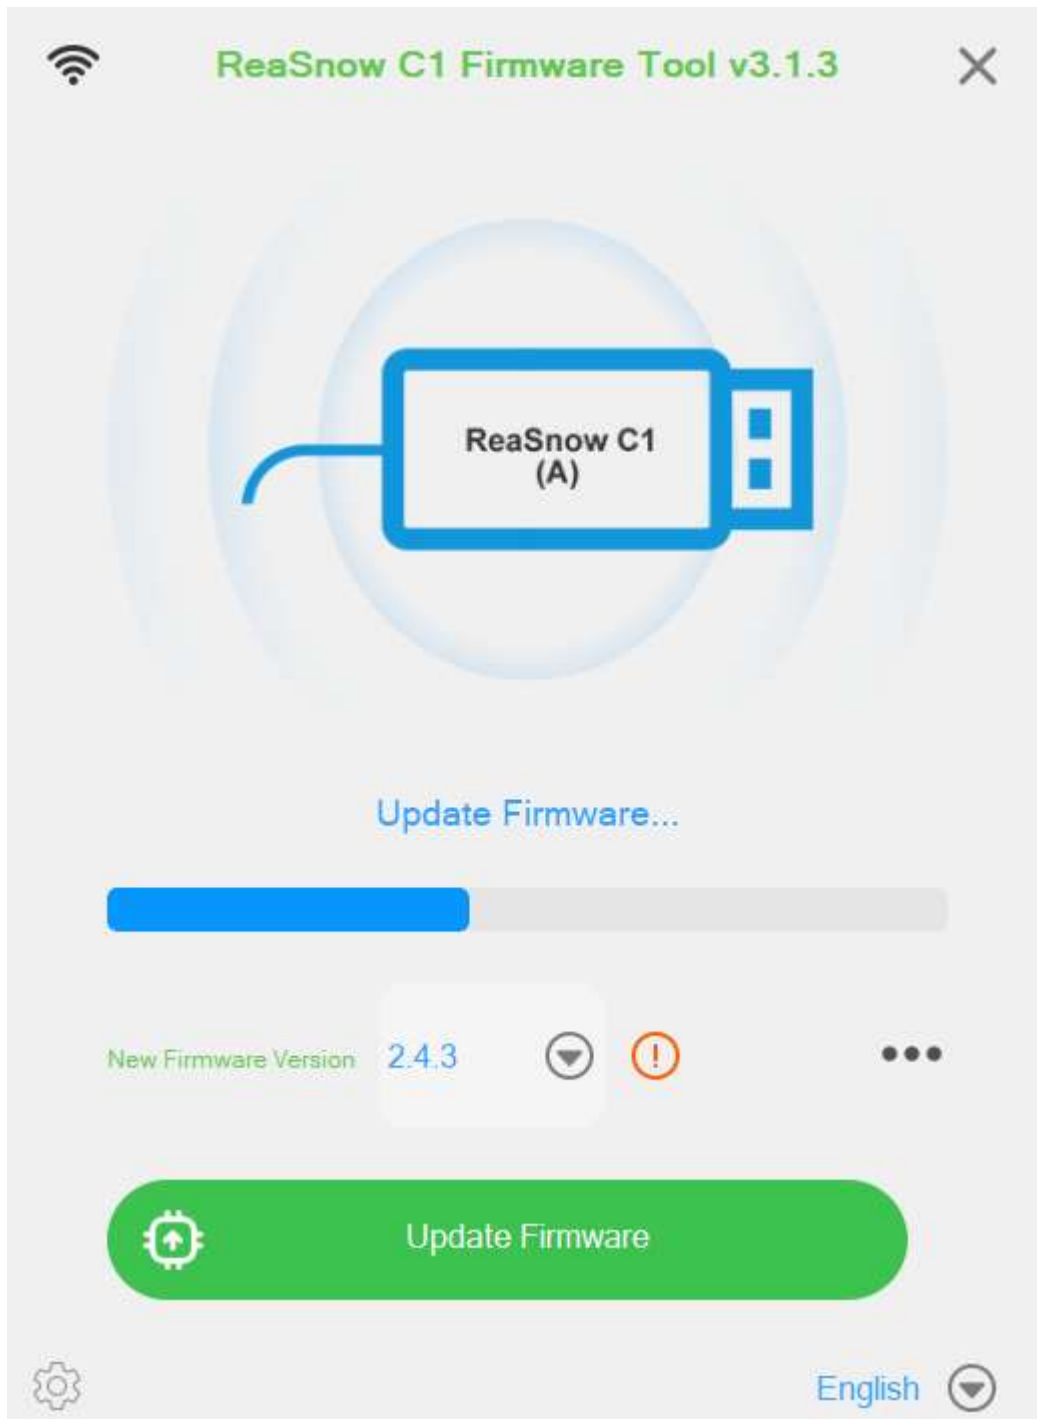 ReaSnow C1 Firmware Tool v3.1.3
ReaSnow C1
(A)
Update Firmware...
New Firmware Version 2.4.3
Update Firmware
English